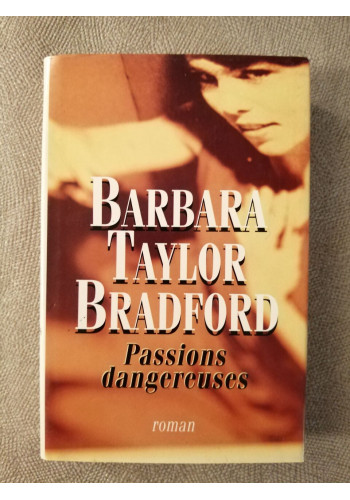 BARBARA
TAYLOR
BRADFORD
Passions
dangereuses
roman